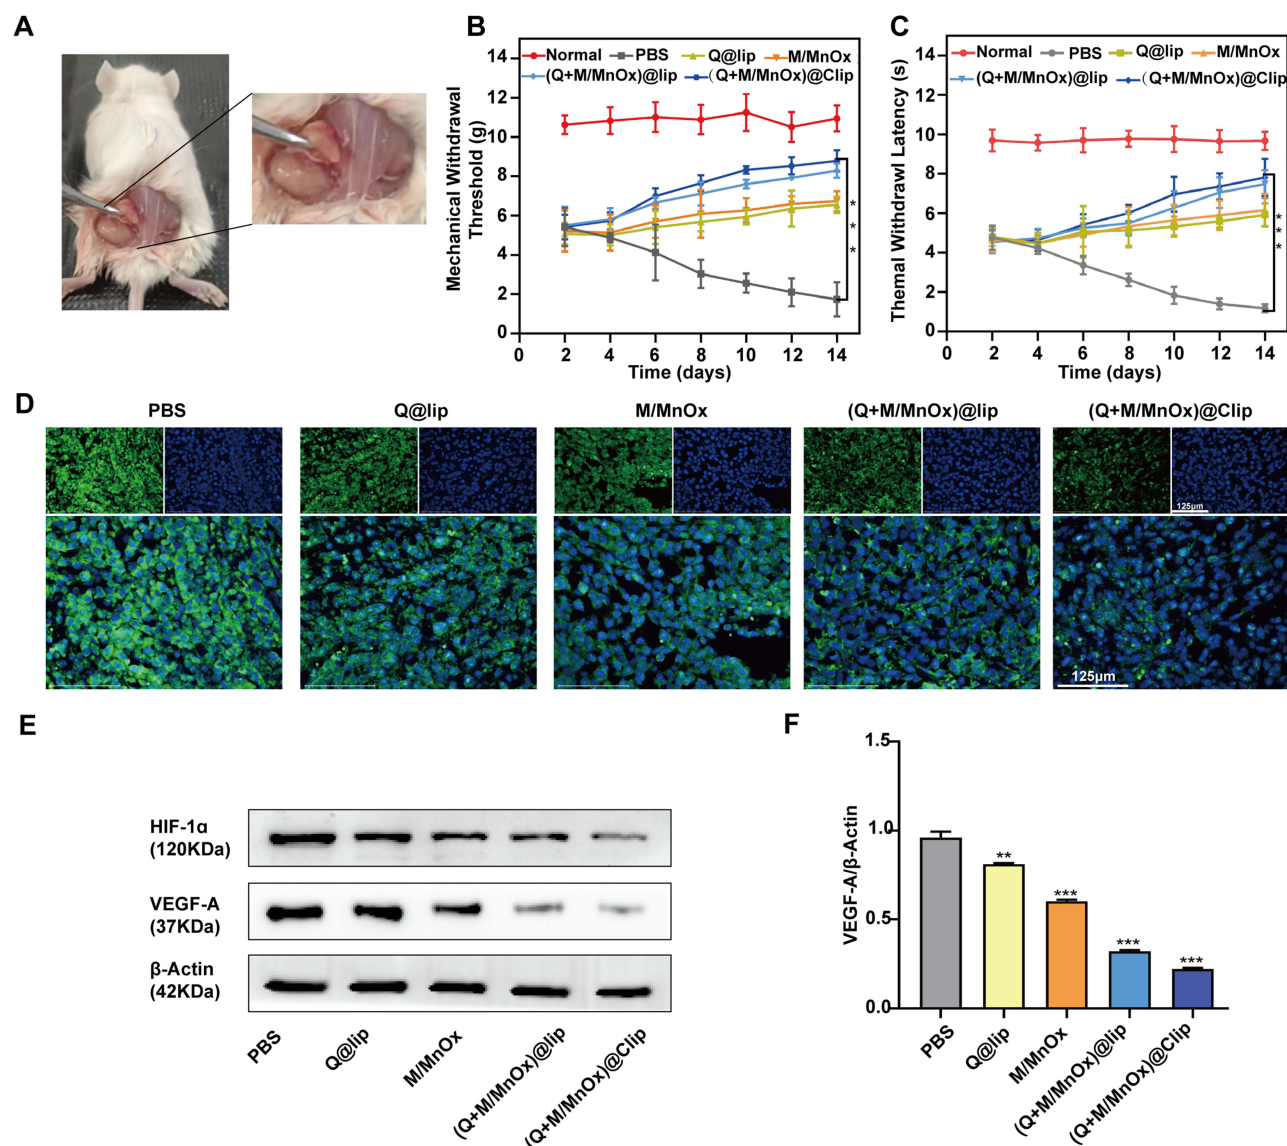 A
B
Normal PBS Q@lip M/MnOx
(Q+M/MnOx)@lip (Q+M/MnOx)@Clip
Mechanical Withdrawal
Threshold (g)
14
12
10
8
6
4
2
0
0 2 4 6 8 10 12 14
Time (days)
* * *
C
Normal PBS Q@lip M/MnOx
(Q+M/MnOx)@lip (Q+M/MnOx)@Clip
Themal Withdrawl Latency (s)
14
12
10
8
6
4
2
0
0 2 4 6 8 10 12 14
Time (days)
* * *
D
PBS Q@lip M/MnOx (Q+M/MnOx)@lip (Q+M/MnOx)@Clip
125μm
125μm
E
HIF-1α
(120KDa)
VEGF-A
(37KDa)
β-Actin
(42KDa)
PBS Q@lip M/MnOx (Q+M/MnOx)@lip (Q+M/MnOx)@Clip
F
VEGF-A/β-Actin
1.5
1.0
0.5
0.0
** *** *** ***
PBS Q@lip M/MnOx (Q+M/MnOx)@lip (Q+M/MnOx)@Clip